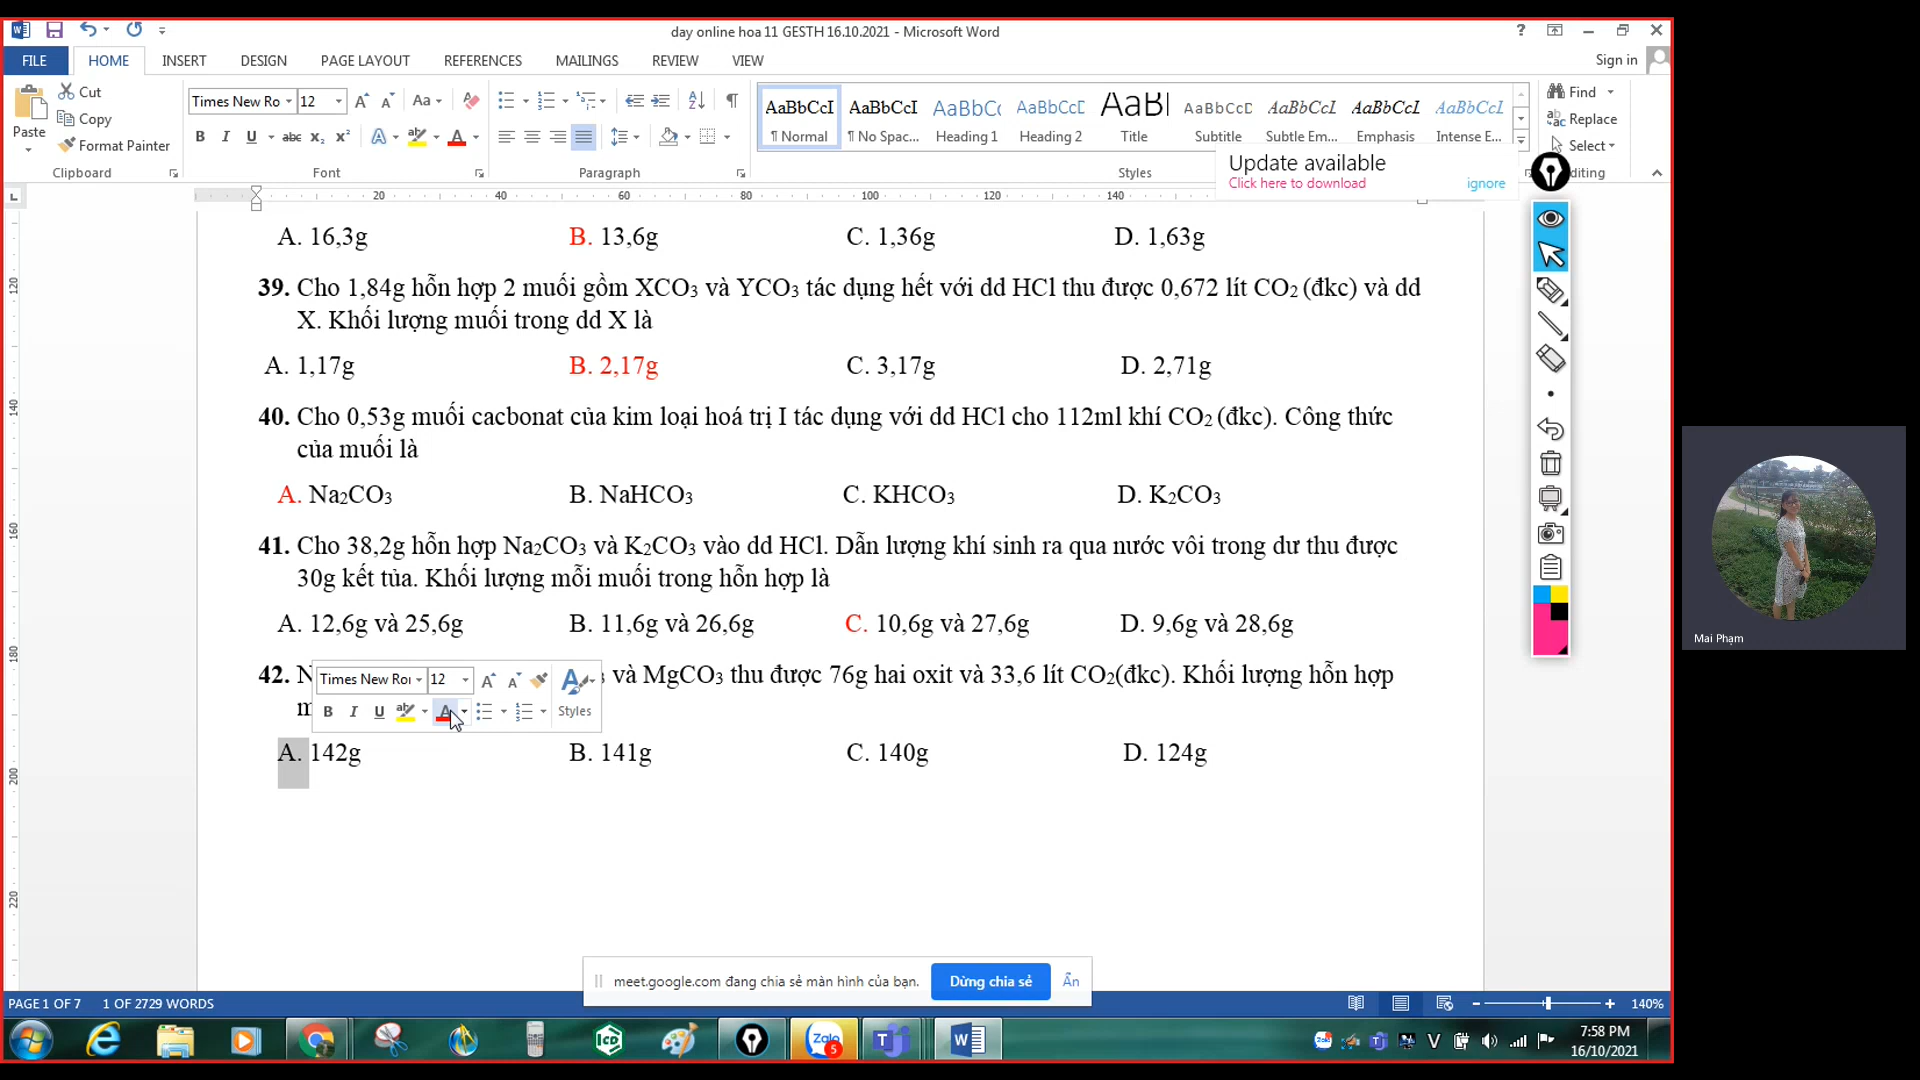 day online hoa 11 GESTH 16.10.2021 - Microsoft Word
FILE HOME INSERT DESIGN PAGE LAYOUT REFERENCES MAILINGS REVIEW VIEW Sign in
Paste Cut Copy Format Painter
Times New Ro 12
AaBbCcI AaBbCcI AaBbC AaBbCcE AaB AaBbCcD AaBbCcI AaBbCcI AaBbCcI
¶ Normal ¶ No Spac... Heading 1 Heading 2 Title Subtitle Subtle Em... Emphasis Intense E...
Find Replace Select
Clipboard Font Paragraph Styles
Update available
Click here to download ignore
20 40 60 80 100 120 140
A. 16,3g B. 13,6g C. 1,36g D. 1,63g
39. Cho 1,84g hỗn hợp 2 muối gồm XCO₃ và YCO₃ tác dụng hết với dd HCl thu được 0,672 lít CO₂ (đkc) và dd
X. Khối lượng muối trong dd X là
A. 1,17g B. 2,17g C. 3,17g D. 2,71g
40. Cho 0,53g muối cacbonat của kim loại hoá trị I tác dụng với dd HCl cho 112ml khí CO₂ (đkc). Công thức
của muối là
A. Na₂CO₃ B. NaHCO₃ C. KHCO₃ D. K₂CO₃
41. Cho 38,2g hỗn hợp Na₂CO₃ và K₂CO₃ vào dd HCl. Dẫn lượng khí sinh ra qua nước vôi trong dư thu được
30g kết tủa. Khối lượng mỗi muối trong hỗn hợp là
A. 12,6g và 25,6g B. 11,6g và 26,6g C. 10,6g và 27,6g D. 9,6g và 28,6g
42. và MgCO₃ thu được 76g hai oxit và 33,6 lít CO₂(đkc). Khối lượng hỗn hợp
Times New Roi 12
Styles
A. 142g B. 141g C. 140g D. 124g
Mai Phạm
meet.google.com đang chia sẻ màn hình của bạn. Dừng chia sẻ Ẩn
PAGE 1 OF 7 1 OF 2729 WORDS 140%
Zalo 5
7:58 PM
16/10/2021